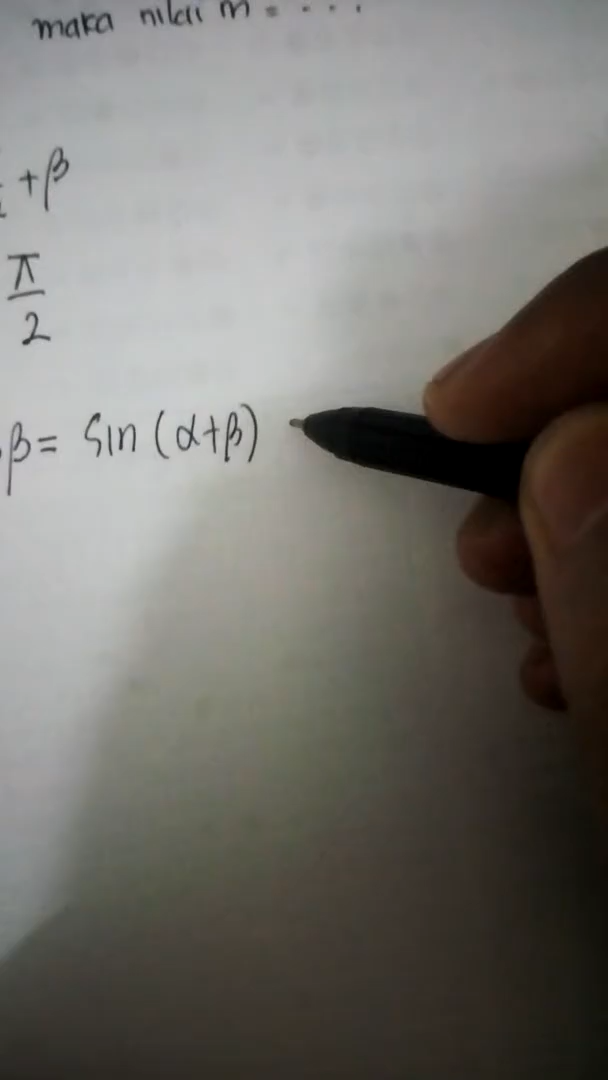 maka nilai m = . . .
+ β
π
2
β = Sin (α+β)